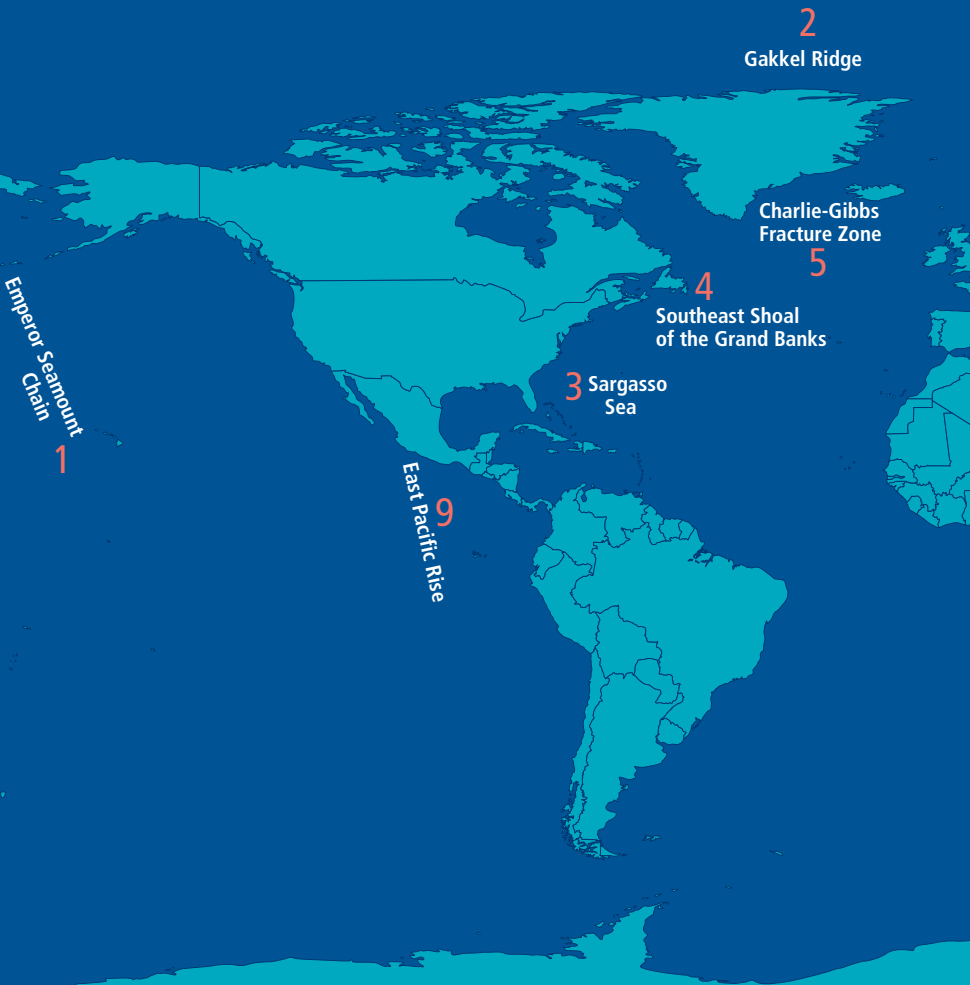 2
Gakkel Ridge
Charlie-Gibbs
Fracture Zone
5
4
Southeast Shoal
of the Grand Banks
3 Sargasso
Sea
Emperor Seamount
Chain
1
East Pacific Rise
9